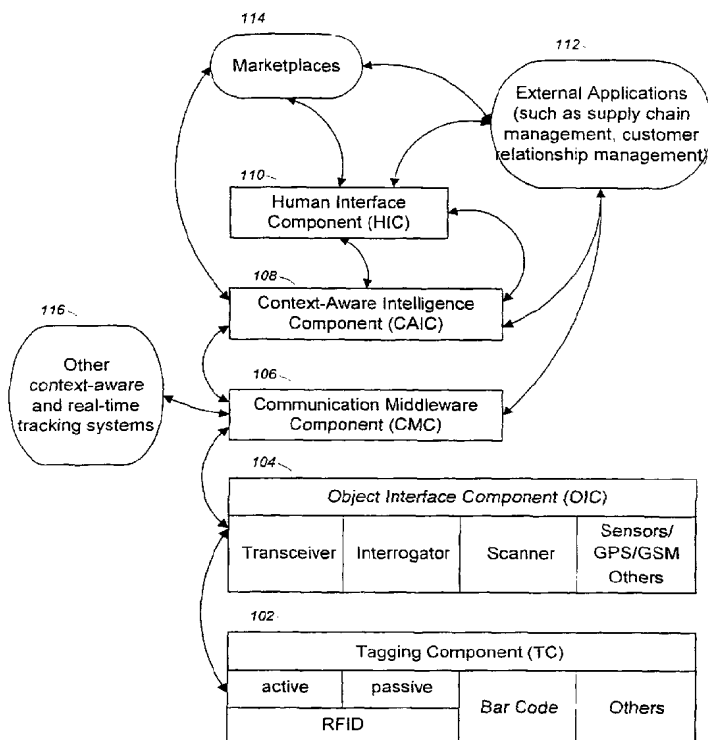 114
Marketplaces
112
External Applications
(such as supply chain
management, customer
relationship management)
110
Human Interface
Component (HIC)
108
Context-Aware Intelligence
Component (CAIC)
116
Other
context-aware
and real-time
tracking systems
106
Communication Middleware
Component (CMC)
104
Object Interface Component (OIC)
Transceiver
Interrogator
Scanner
Sensors/
GPS/GSM
Others
102
Tagging Component (TC)
active
passive
RFID
Bar Code
Others